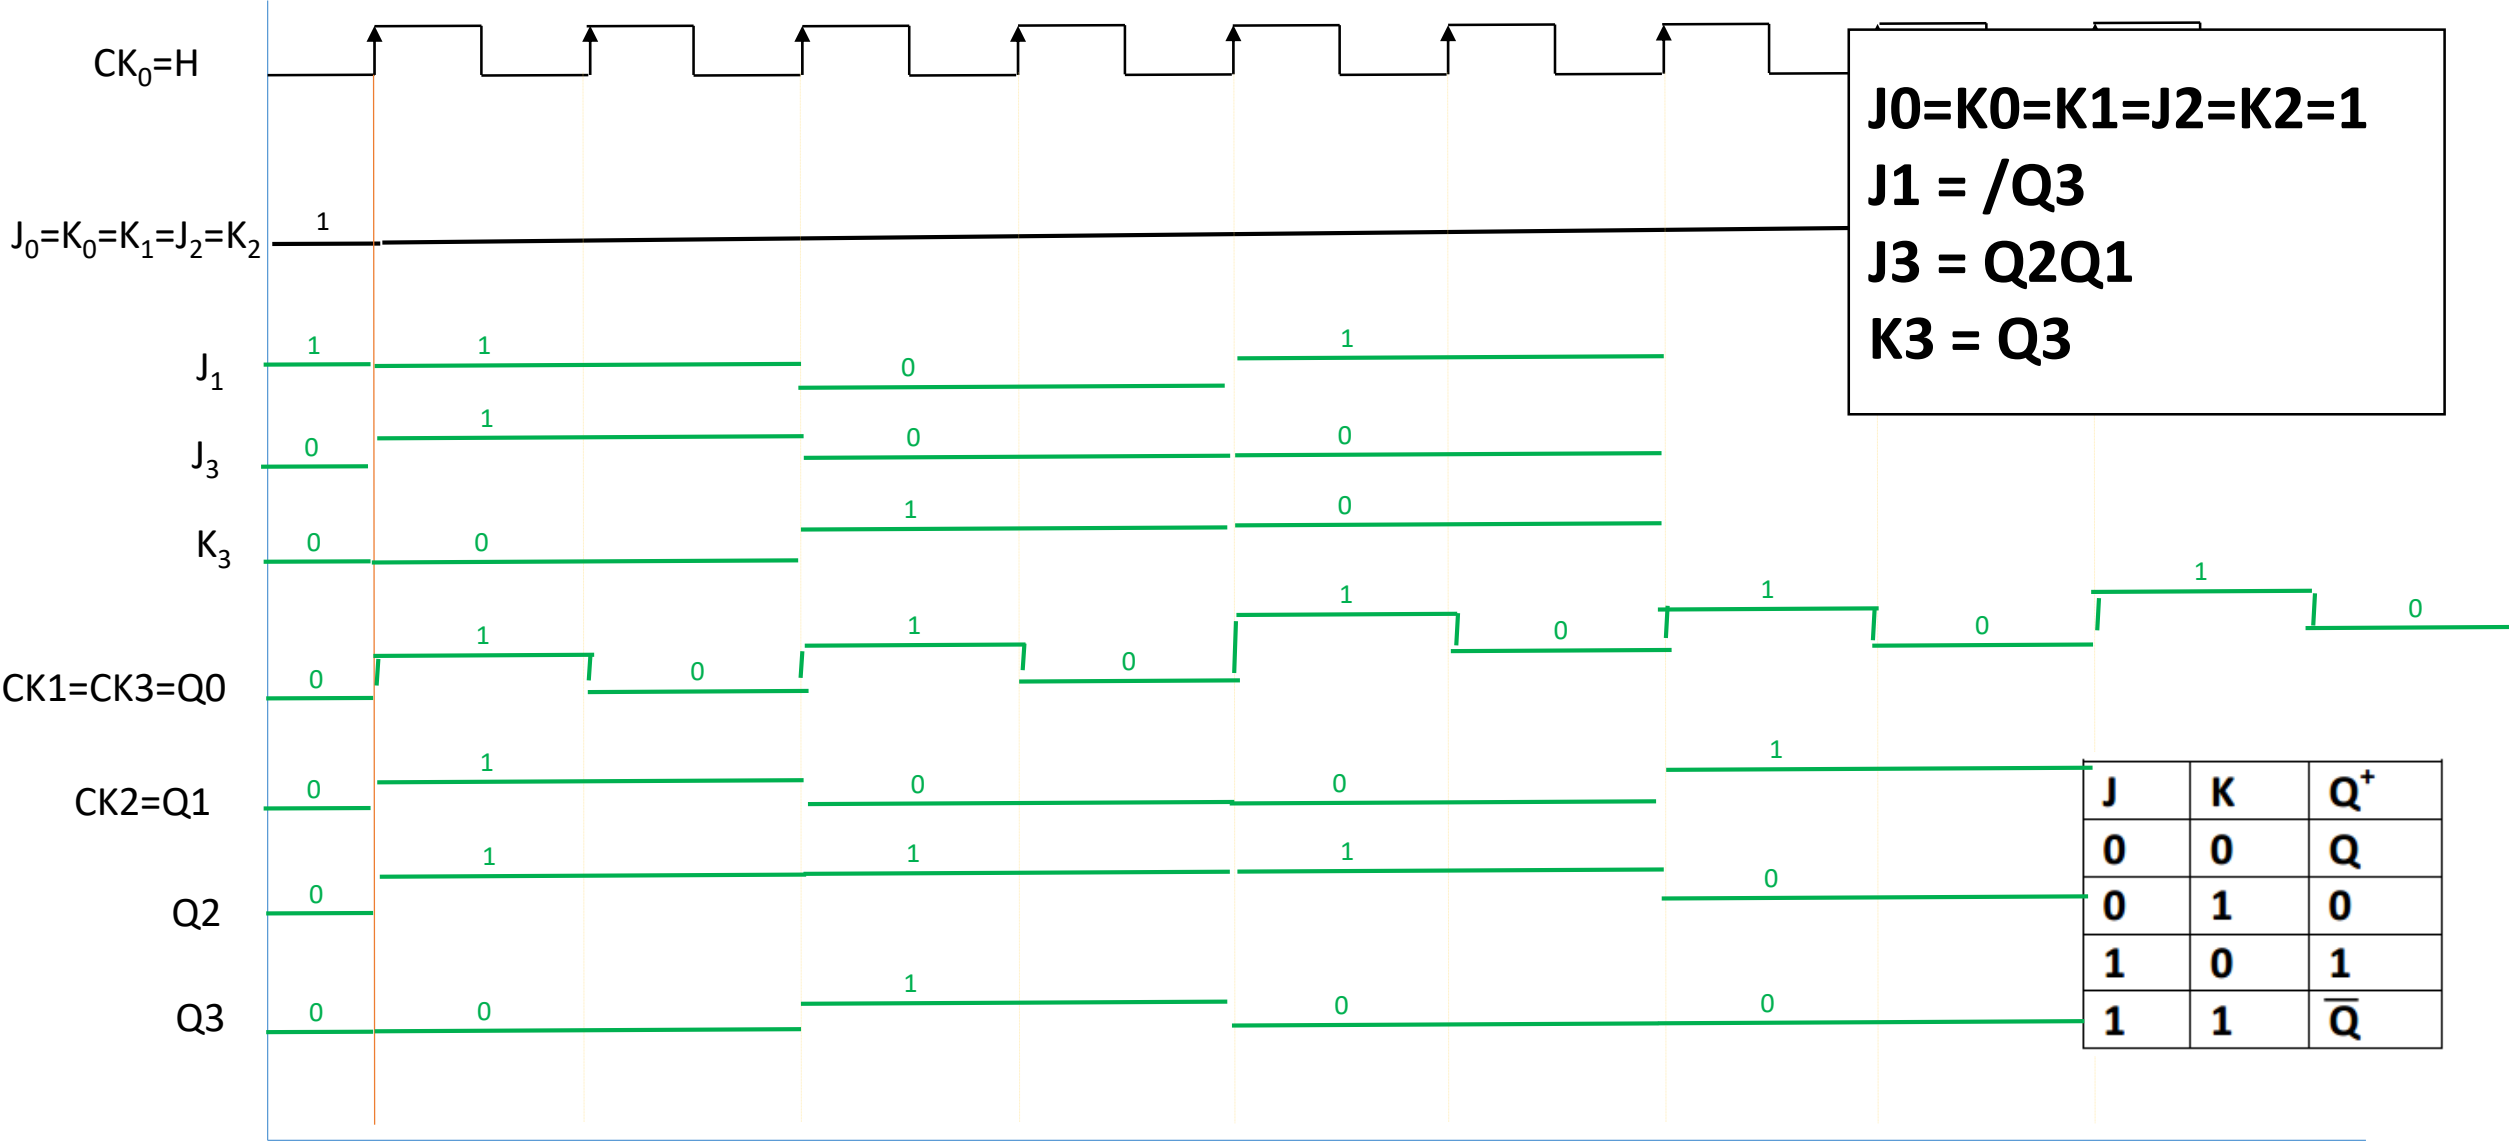 CK0=H
J0=K0=K1=J2=K2=1
J1 = /Q3
J3 = Q2Q1
K3 = Q3
J0=K0=K1=J2=K2 1
J1 1 1 0 1
J3 0 1 0 0
K3 0 0 1 0
CK1=CK3=Q0 0 1 0 1 0 1 0 1 0 1 0
CK2=Q1 0 1 0 0 1
Q2 0 1 1 1 0
Q3 0 0 1 0 0
J K Q+
0 0 Q
0 1 0
1 0 1
1 1 Q̅